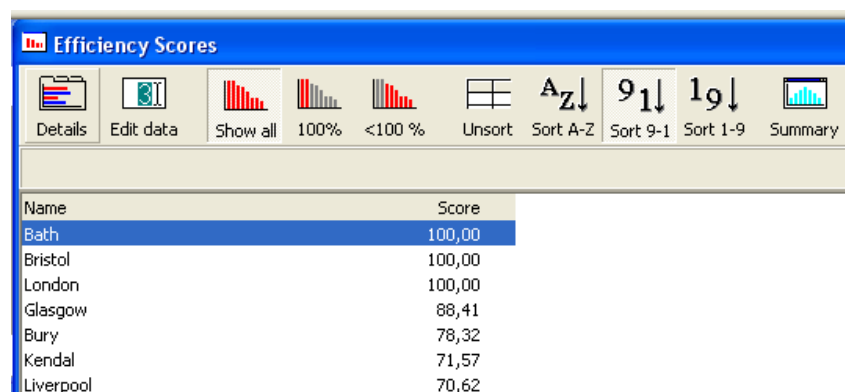 Efficiency Scores
Details Edit data Show all 100% <100 % Unsort Sort A-Z Sort 9-1 Sort 1-9 Summary
Name Score
Bath 100,00
Bristol 100,00
London 100,00
Glasgow 88,41
Bury 78,32
Kendal 71,57
Liverpool 70,62